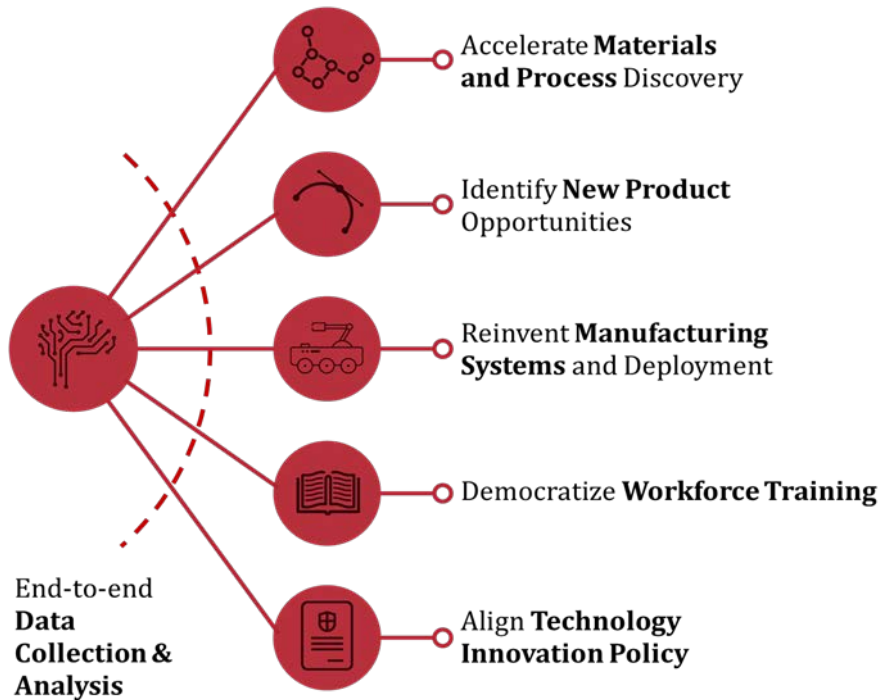 Accelerate Materials
and Process Discovery
Identify New Product
Opportunities
Reinvent Manufacturing
Systems and Deployment
Democratize Workforce Training
End-to-end
Data
Collection &
Analysis
Align Technology
Innovation Policy